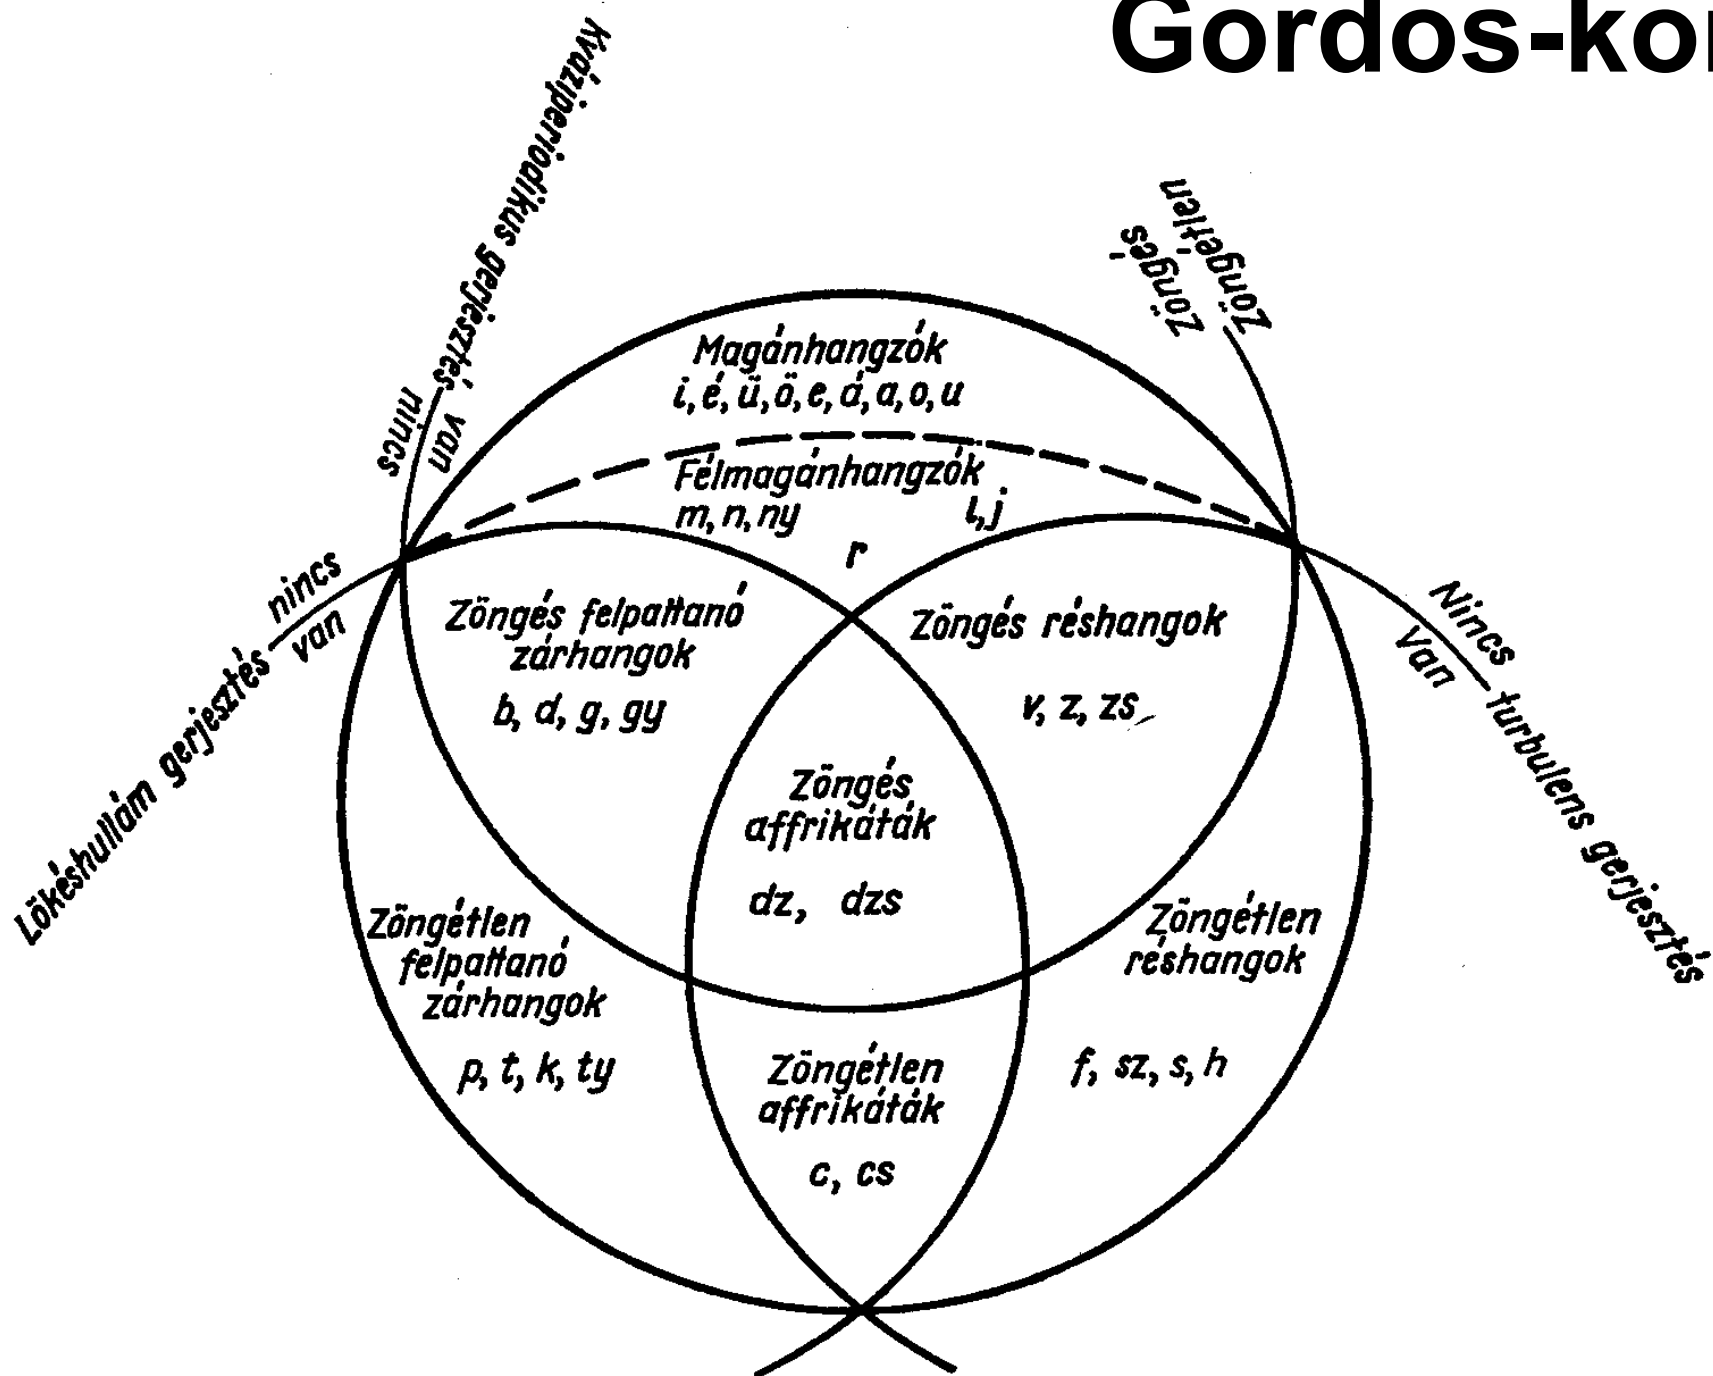 Gordos-kor
Kváziperiodikus gerjesztés van
nincs
Zöngétlen
Zöngés
Magánhangzók
i, é, ü, ö, e, á, a, o, u
Félmagánhangzók
m, n, ny l, j
r
Lökéshullám gerjesztés nincs
van
Nincs turbulens gerjesztés
Van
Zöngés felpattanó
zárhangok
b, d, g, gy
Zöngés réshangok
v, z, zs
Zöngés
affrikáták
dz, dzs
Zöngétlen
felpattanó
zárhangok
p, t, k, ty
Zöngétlen
réshangok
f, sz, s, h
Zöngétlen
affrikáták
c, cs